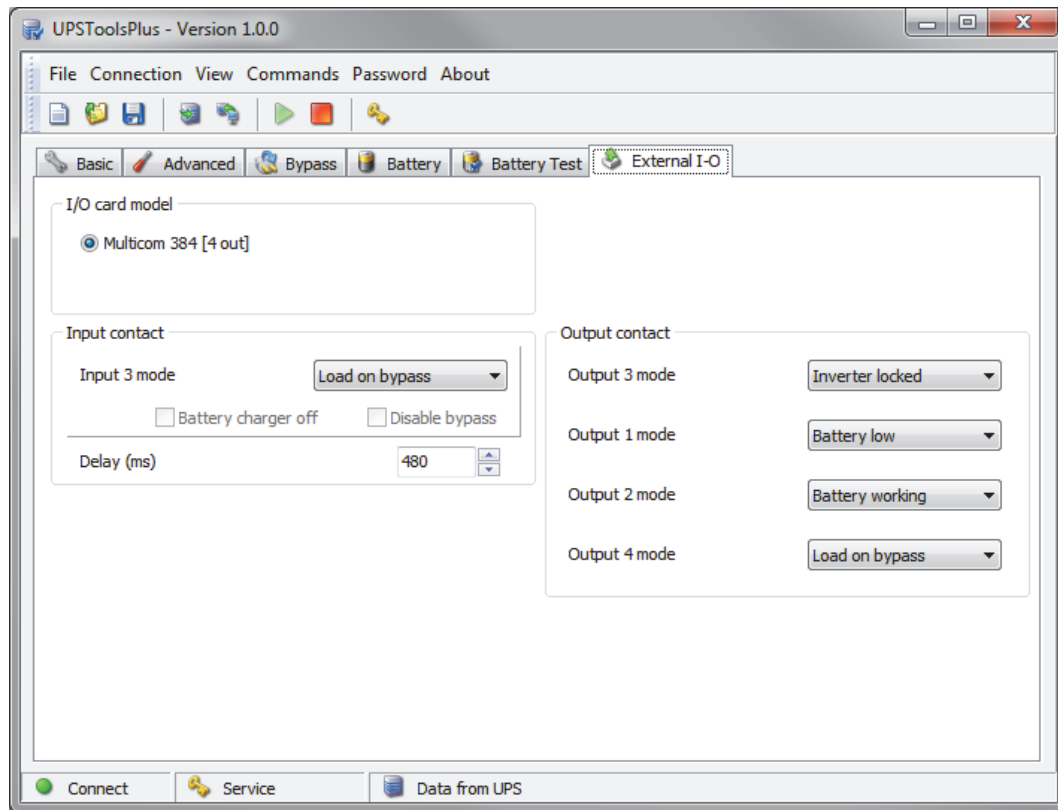 UPSToolsPlus - Version 1.0.0
File Connection View Commands Password About
Basic Advanced Bypass Battery Battery Test External I-O
I/O card model
Multicom 384 [4 out]
Input contact
Input 3 mode Load on bypass
Battery charger off Disable bypass
Delay (ms) 480
Output contact
Output 3 mode Inverter locked
Output 1 mode Battery low
Output 2 mode Battery working
Output 4 mode Load on bypass
Connect Service Data from UPS